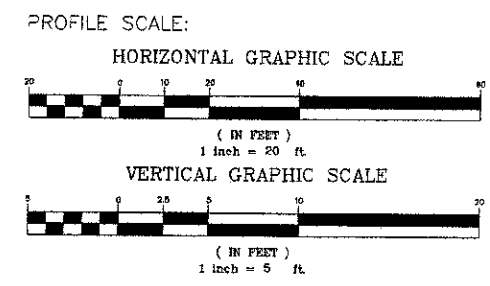 PROFILE SCALE:
HORIZONTAL GRAPHIC SCALE
20 0 10 20 40 80
( IN FEET )
1 inch = 20 ft.
VERTICAL GRAPHIC SCALE
5 0 2.5 5 10 20
( IN FEET )
1 inch = 5 ft.